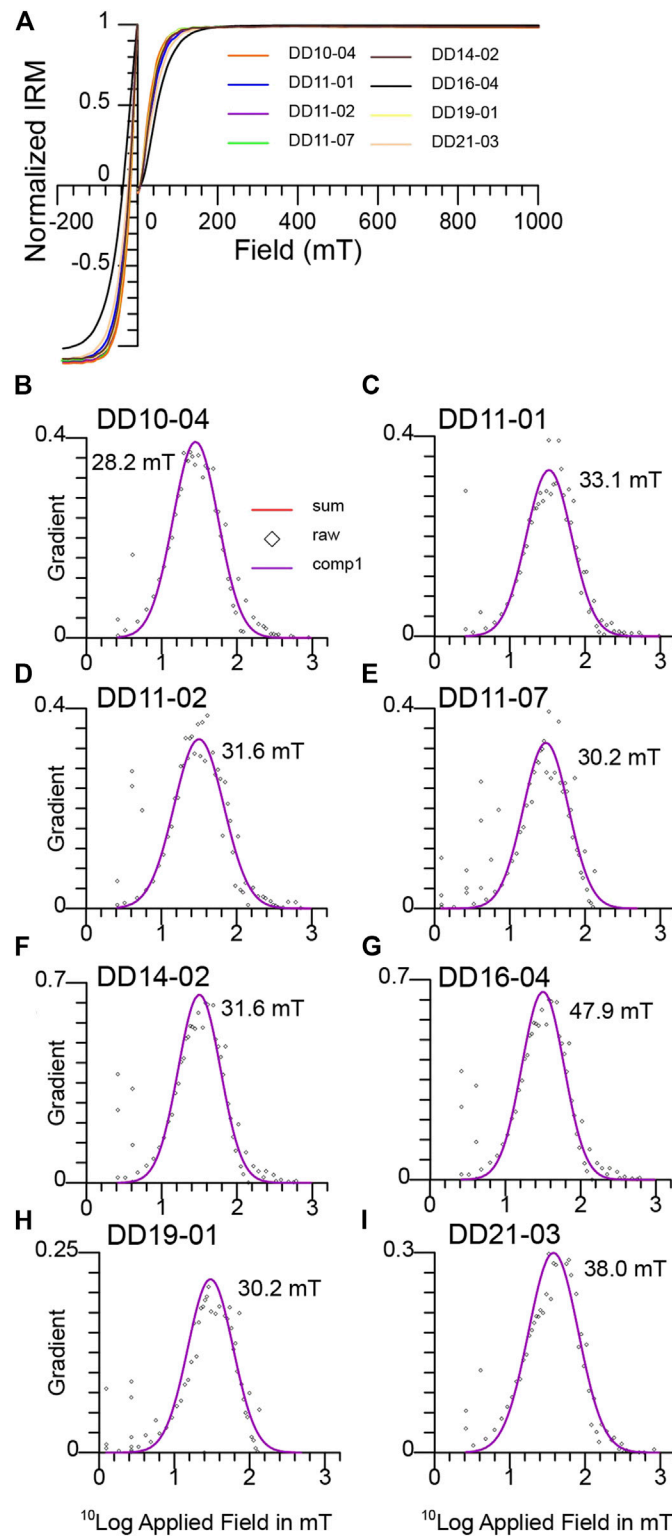 A
Normalized IRM
1
0.5
0
-0.5
-200 0 200 400 600 800 1000
Field (mT)
DD10-04 DD14-02
DD11-01 DD16-04
DD11-02 DD19-01
DD11-07 DD21-03
B
DD10-04
0.4
28.2 mT
sum
raw
comp1
Gradient
0
0 1 2 3
C
DD11-01
0.4
33.1 mT
0
0 1 2 3
D
DD11-02
0.4
31.6 mT
Gradient
0
0 1 2 3
E
DD11-07
0.4
30.2 mT
0
0 1 2 3
F
DD14-02
0.7
31.6 mT
Gradient
0
0 1 2 3
G
DD16-04
0.7
47.9 mT
0
0 1 2 3
H
DD19-01
0.25
30.2 mT
Gradient
0
0 1 2 3
10Log Applied Field in mT
I
DD21-03
0.3
38.0 mT
0
0 1 2 3
10Log Applied Field in mT